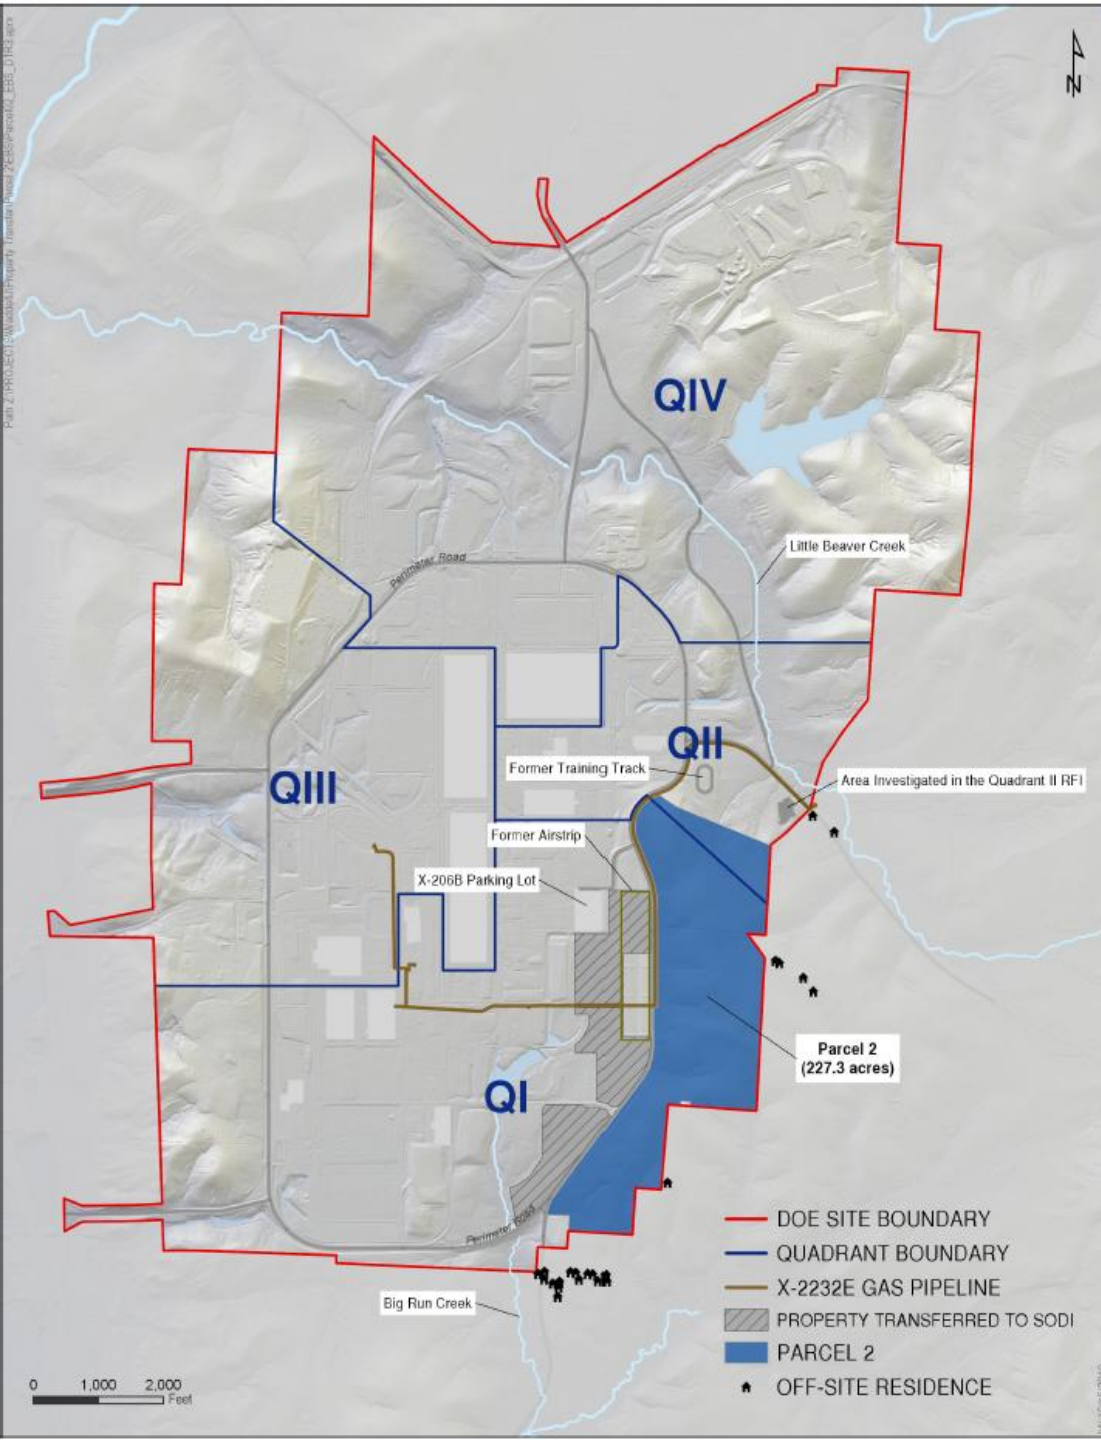 N
QIV
Little Beaver Creek
Perimeter Road
QII
Former Training Track
Area Investigated in the Quadrant II RFI
QIII
Former Airstrip
X-206B Parking Lot
Parcel 2
(227.3 acres)
QI
Perimeter Road
Big Run Creek
DOE SITE BOUNDARY
QUADRANT BOUNDARY
X-2232E GAS PIPELINE
PROPERTY TRANSFERRED TO SODI
PARCEL 2
OFF-SITE RESIDENCE
0 1,000 2,000
Feet